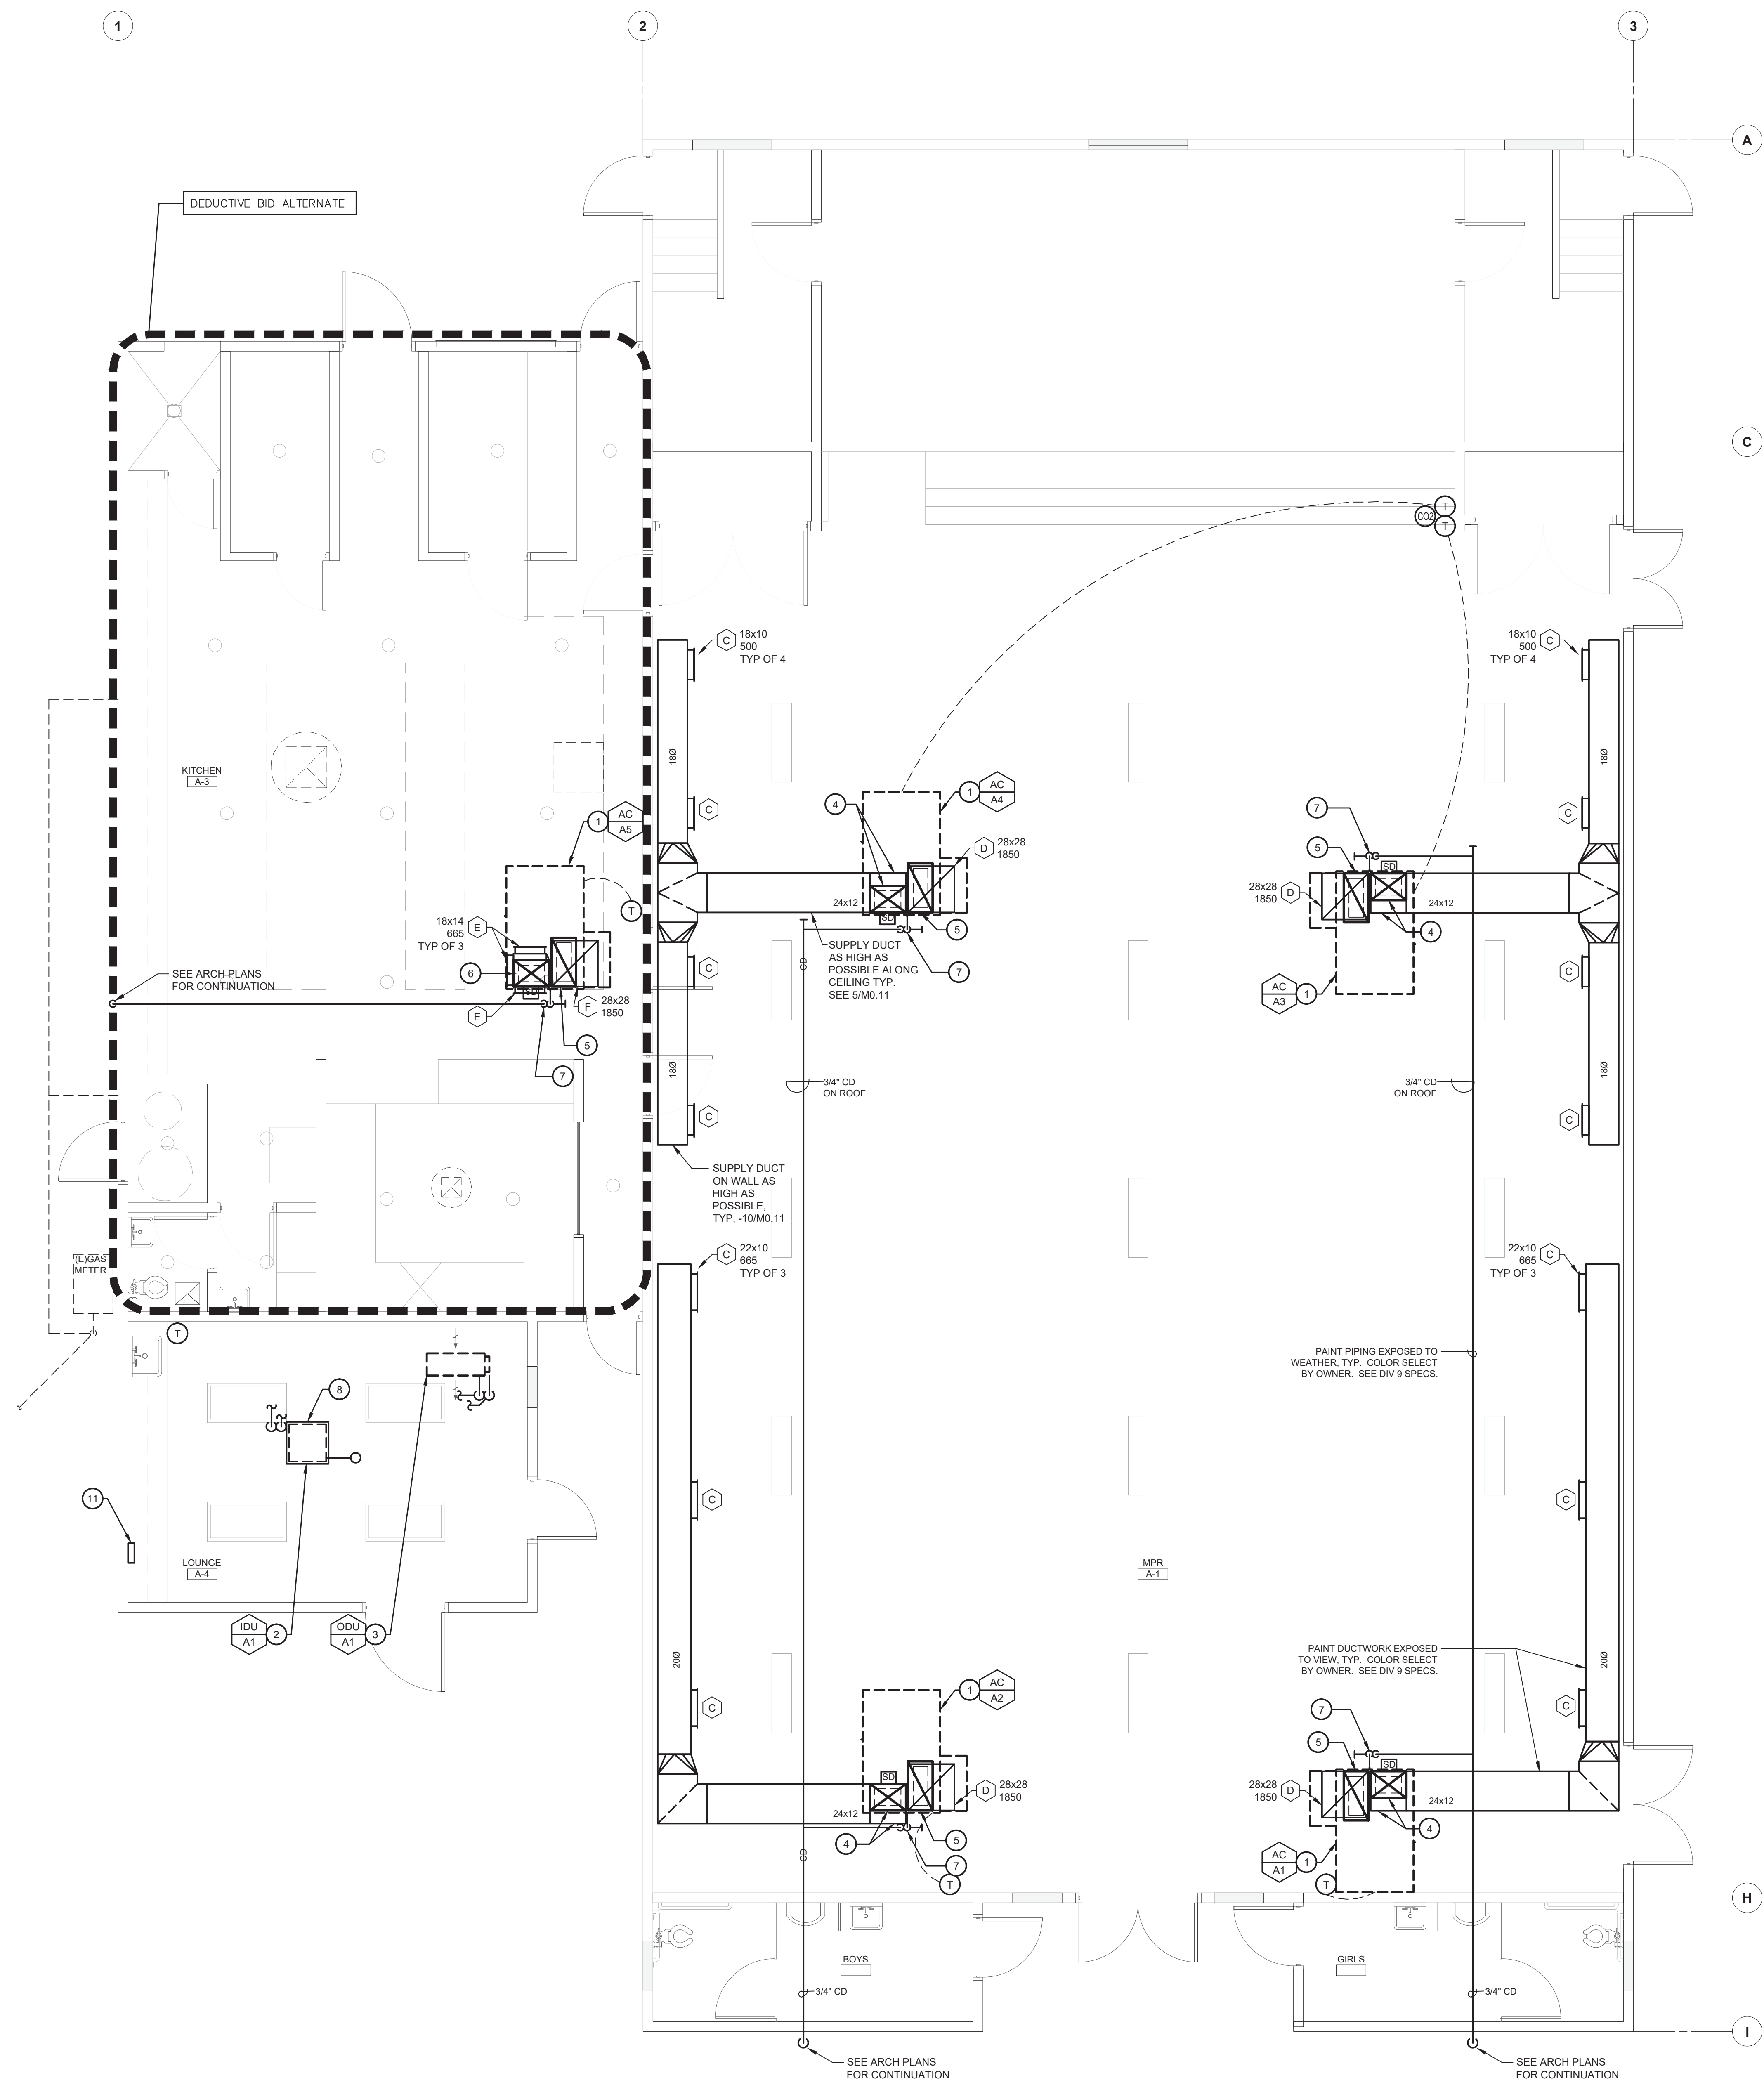 1
2
3
A
DEDUCTIVE BID ALTERNATE
C
T
CO2
T
C
18x10
500
TYP OF 4
18x10
500
TYP OF 4
C
18Ø
18Ø
KITCHEN
A-3
1
AC
A5
C
4
1
AC
A4
7
C
5
D
28x28
1850
SD
28x28
1850
D
24x12
24x12
T
SD
5
4
18x14
665
TYP OF 3
E
SUPPLY DUCT
AS HIGH AS
POSSIBLE ALONG
CEILING TYP.
SEE 5/M0.11
CD
C
7
C
6
SEE ARCH PLANS
FOR CONTINUATION
SD
E
F
28x28
1850
AC
A3
1
5
7
18Ø
18Ø
3/4" CD
ON ROOF
3/4" CD
ON ROOF
C
C
SUPPLY DUCT
ON WALL AS
HIGH AS
POSSIBLE,
TYP, -10/M0.11
(E)GAS
METER
C
22x10
665
TYP OF 3
22x10
665
TYP OF 3
C
T
PAINT PIPING EXPOSED TO
WEATHER, TYP. COLOR SELECT
BY OWNER. SEE DIV 9 SPECS.
8
11
C
C
LOUNGE
A-4
MPR
A-1
IDU
A1
2
ODU
A1
3
20Ø
20Ø
PAINT DUCTWORK EXPOSED
TO VIEW, TYP. COLOR SELECT
BY OWNER. SEE DIV 9 SPECS.
1
AC
A2
C
C
7
5
SD
SD
D
28x28
1850
28x28
1850
D
24x12
24x12
4
5
4
CD
7
AC
A1
1
T
T
H
BOYS
GIRLS
3/4" CD
3/4" CD
I
SEE ARCH PLANS
FOR CONTINUATION
SEE ARCH PLANS
FOR CONTINUATION